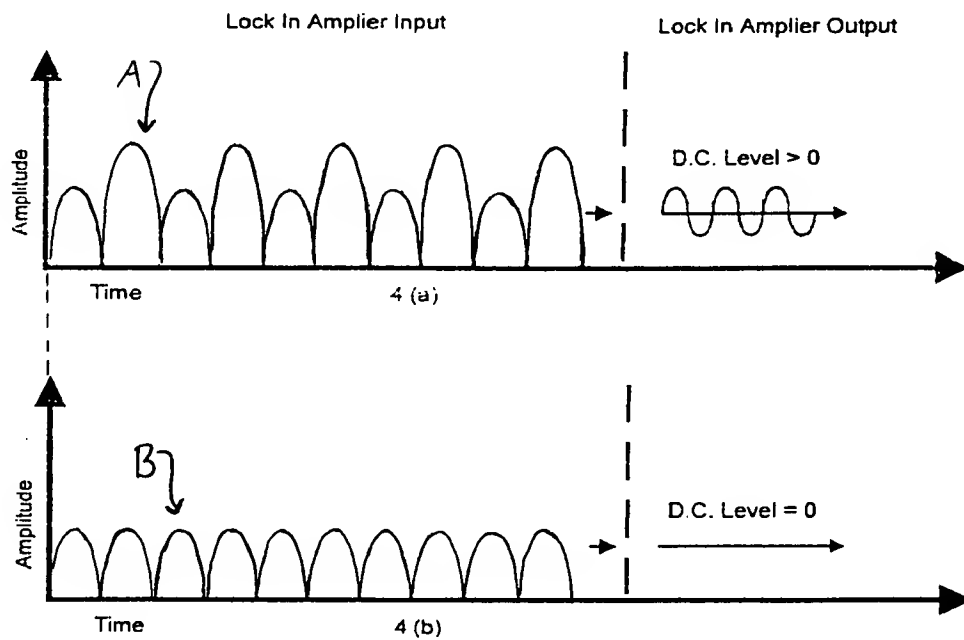 Lock In Amplier Input
Lock In Amplier Output
A
Amplitude
D.C. Level > 0
Time
4 (a)
B
Amplitude
D.C. Level = 0
Time
4 (b)